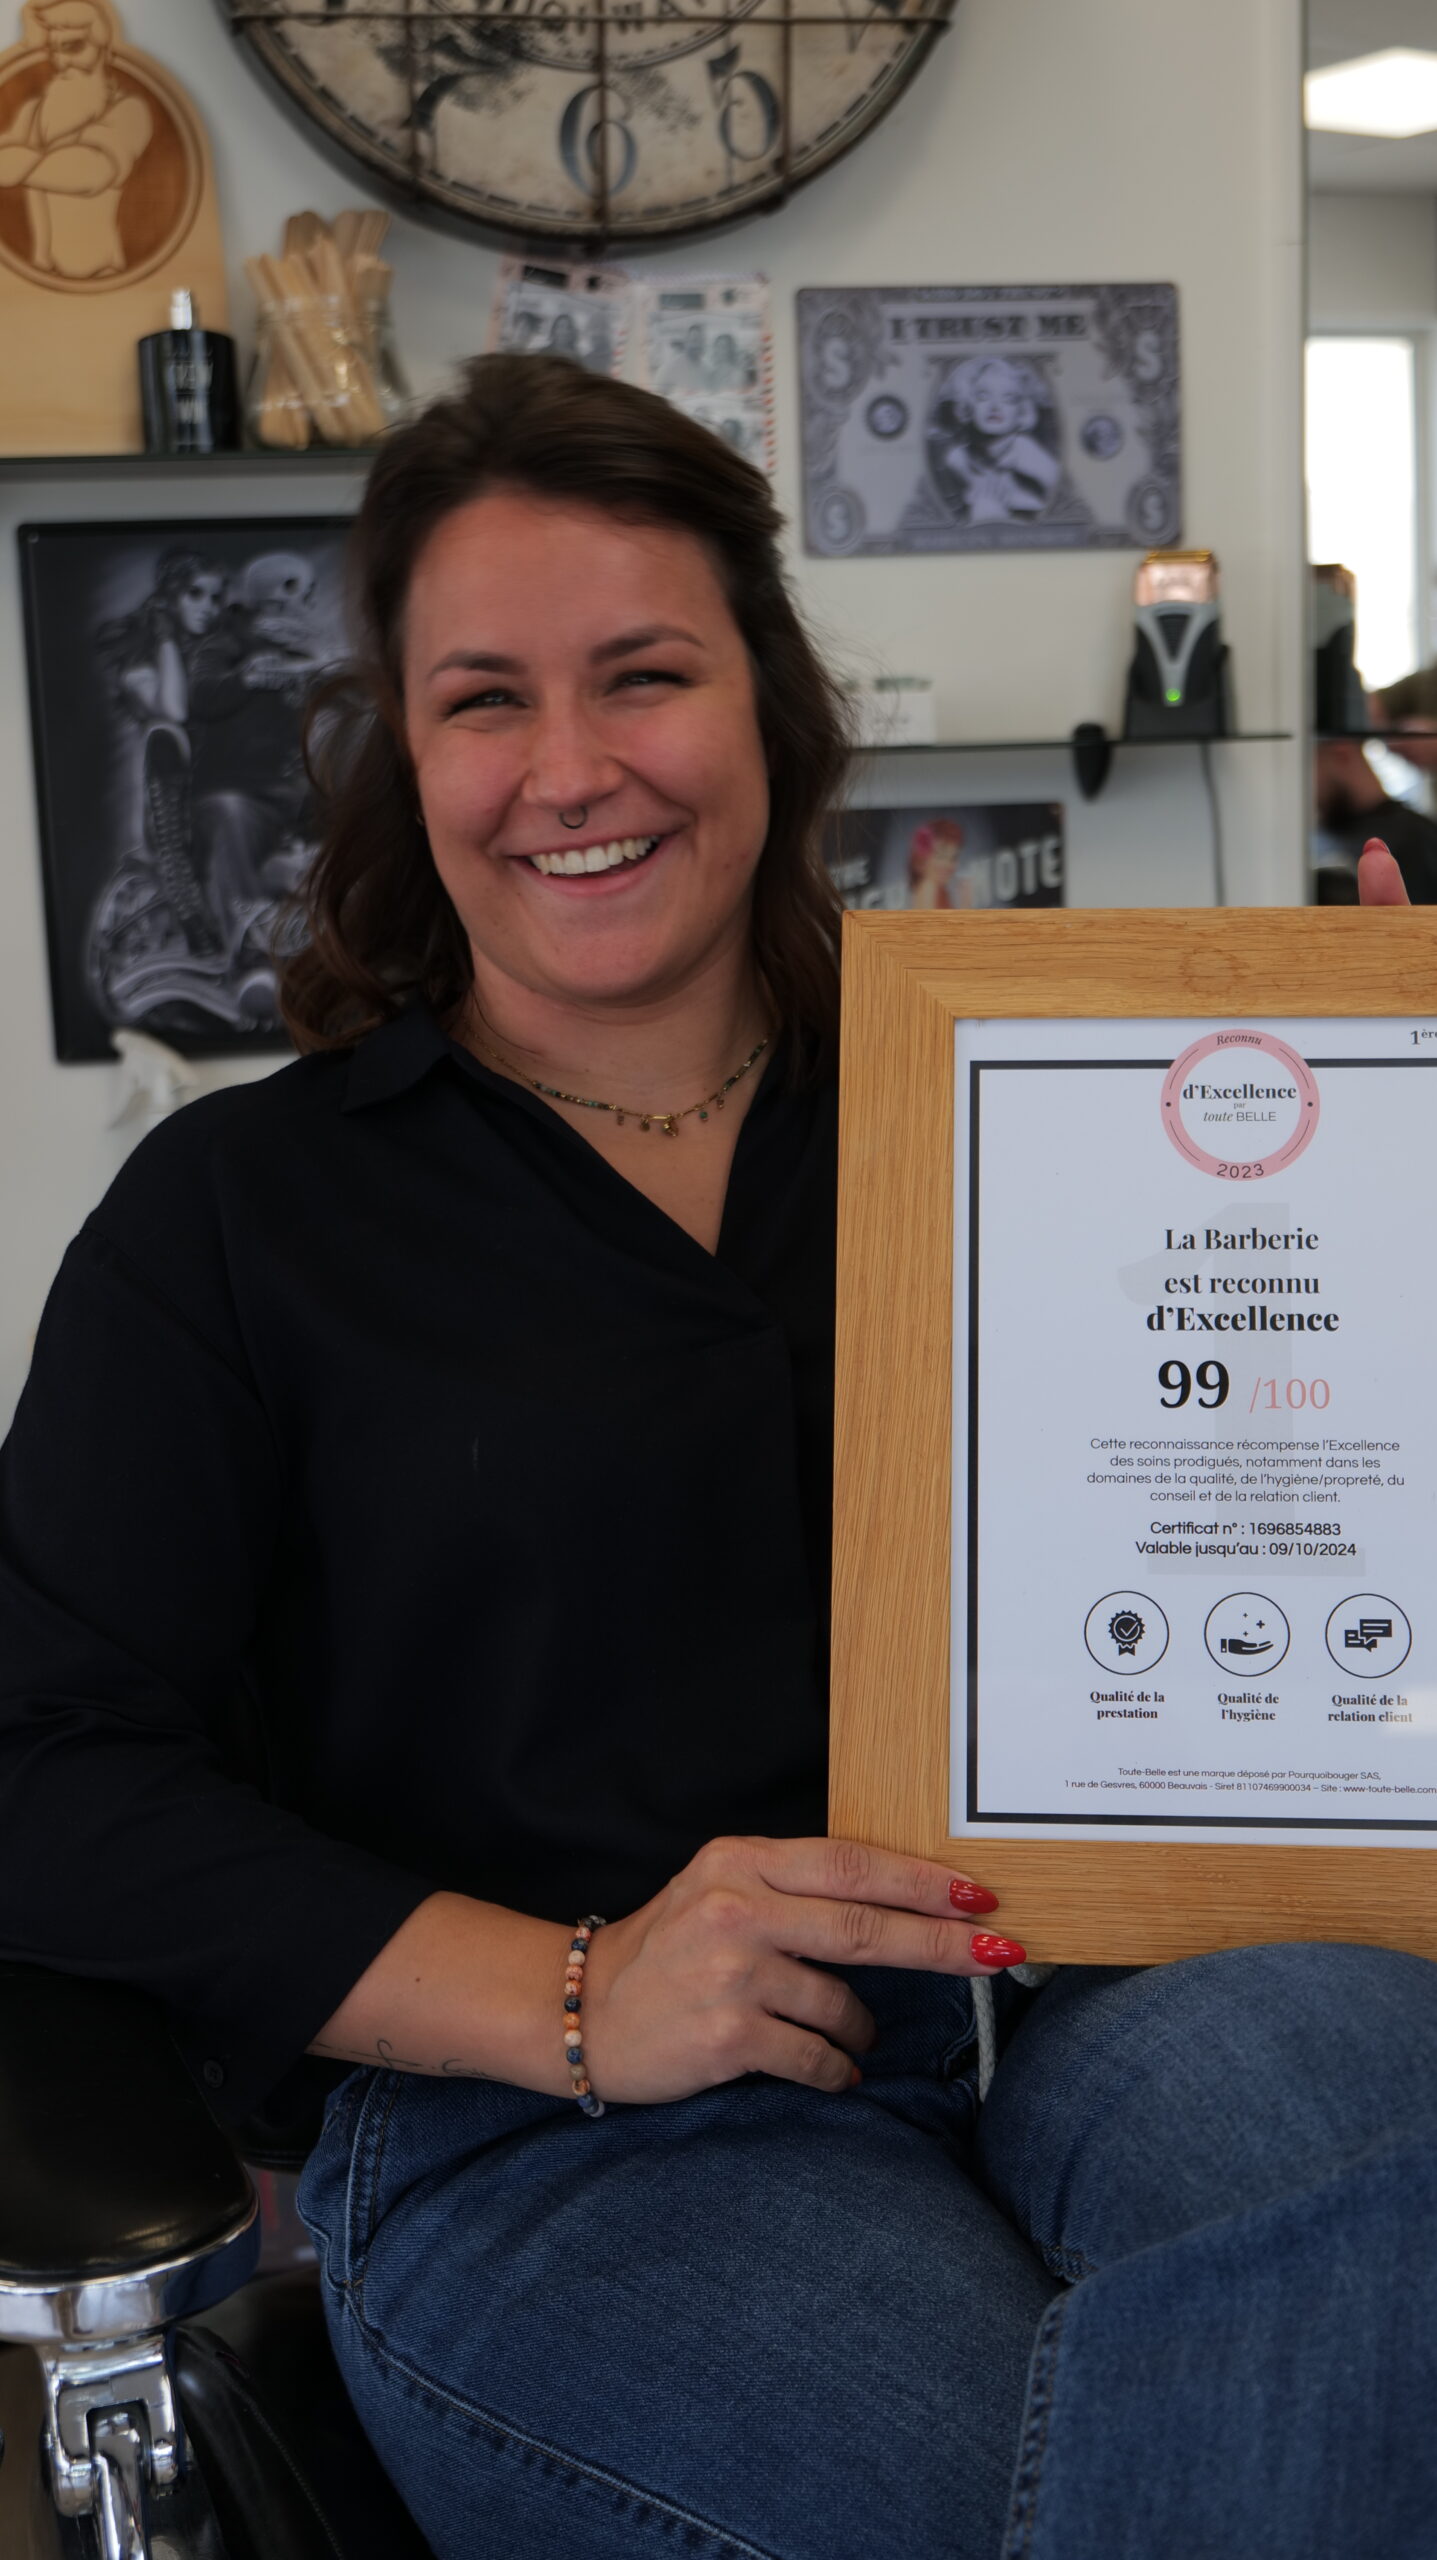 6
5
I TRUST ME
HOTE
1ère
Reconnu
d'Excellence
par
toute BELLE
2023
La Barberie
est reconnu
d'Excellence
99 /100
Cette reconnaissance récompense l'Excellence
des soins prodigués, notamment dans les
domaines de la qualité, de l'hygiène/propreté, du
conseil et de la relation client.
Certificat n° : 1696854883
Valable jusqu'au : 09/10/2024
Qualité de la
prestation
Qualité de
l'hygiène
Qualité de la
relation client
Toute-Belle est une marque déposé par Pourquoibouger SAS,
1 rue de Gesvres, 60000 Beauvais - Siret 81107469900034 – Site : www-toute-belle.com